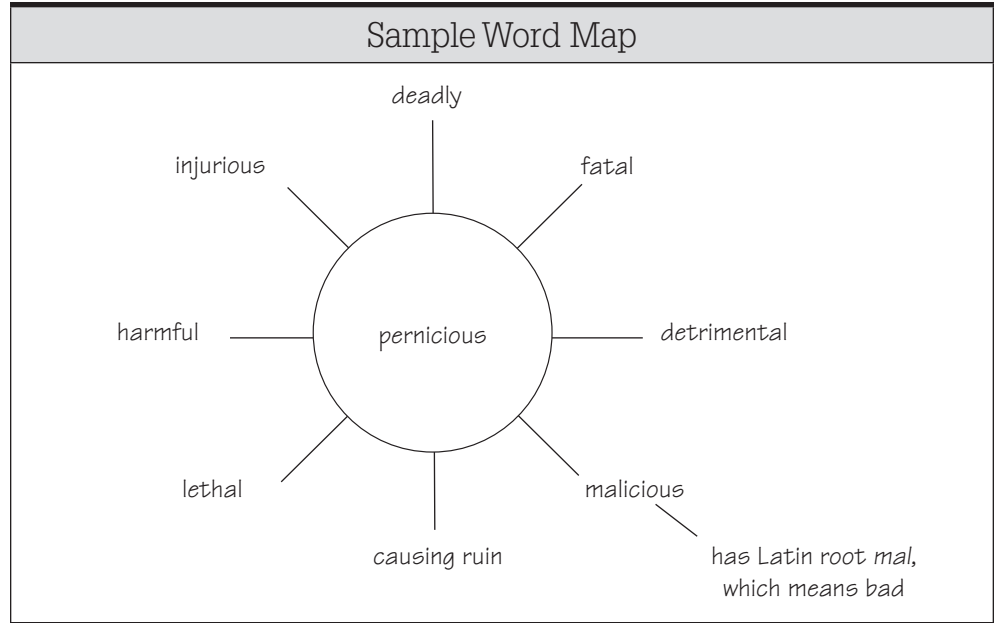 Sample Word Map
deadly
injurious
fatal
harmful
pernicious
detrimental
lethal
malicious
causing ruin
has Latin root mal,
which means bad